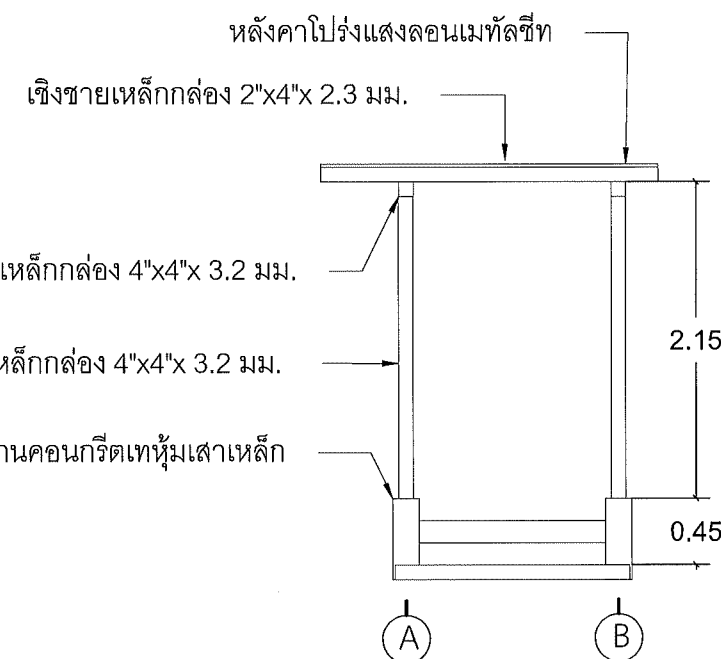 หลังคาโปร่งแสงลอนเมทัลชีท
เชิงชายเหล็กกล่อง 2"x4"x 2.3 มม.
เหล็กกล่อง 4"x4"x 3.2 มม.
2.15
เหล็กกล่อง 4"x4"x 3.2 มม.
คอนกรีตเทหุ้มเสาเหล็ก
0.45
A
B